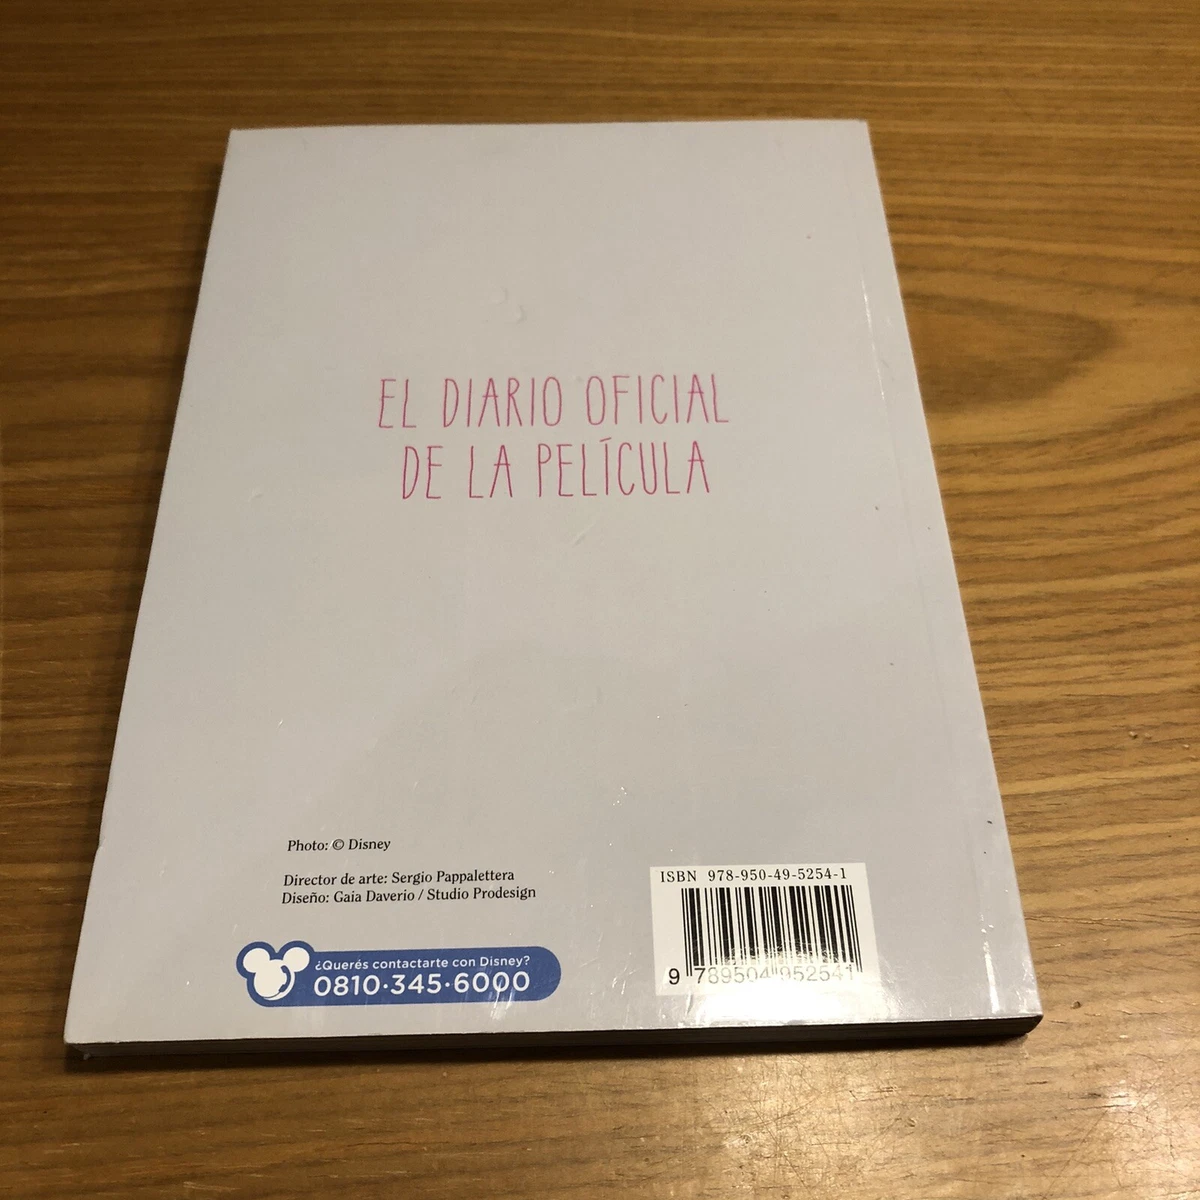 EL DIARIO OFICIAL
DE LA PELÍCULA
Photo: © Disney
Director de arte: Sergio Pappalettera
Diseño: Gaia Daverio / Studio Prodesign
¿Querés contactarte con Disney?
0810·345·6000
ISBN 978-950-49-5254-1
9 789504 952541